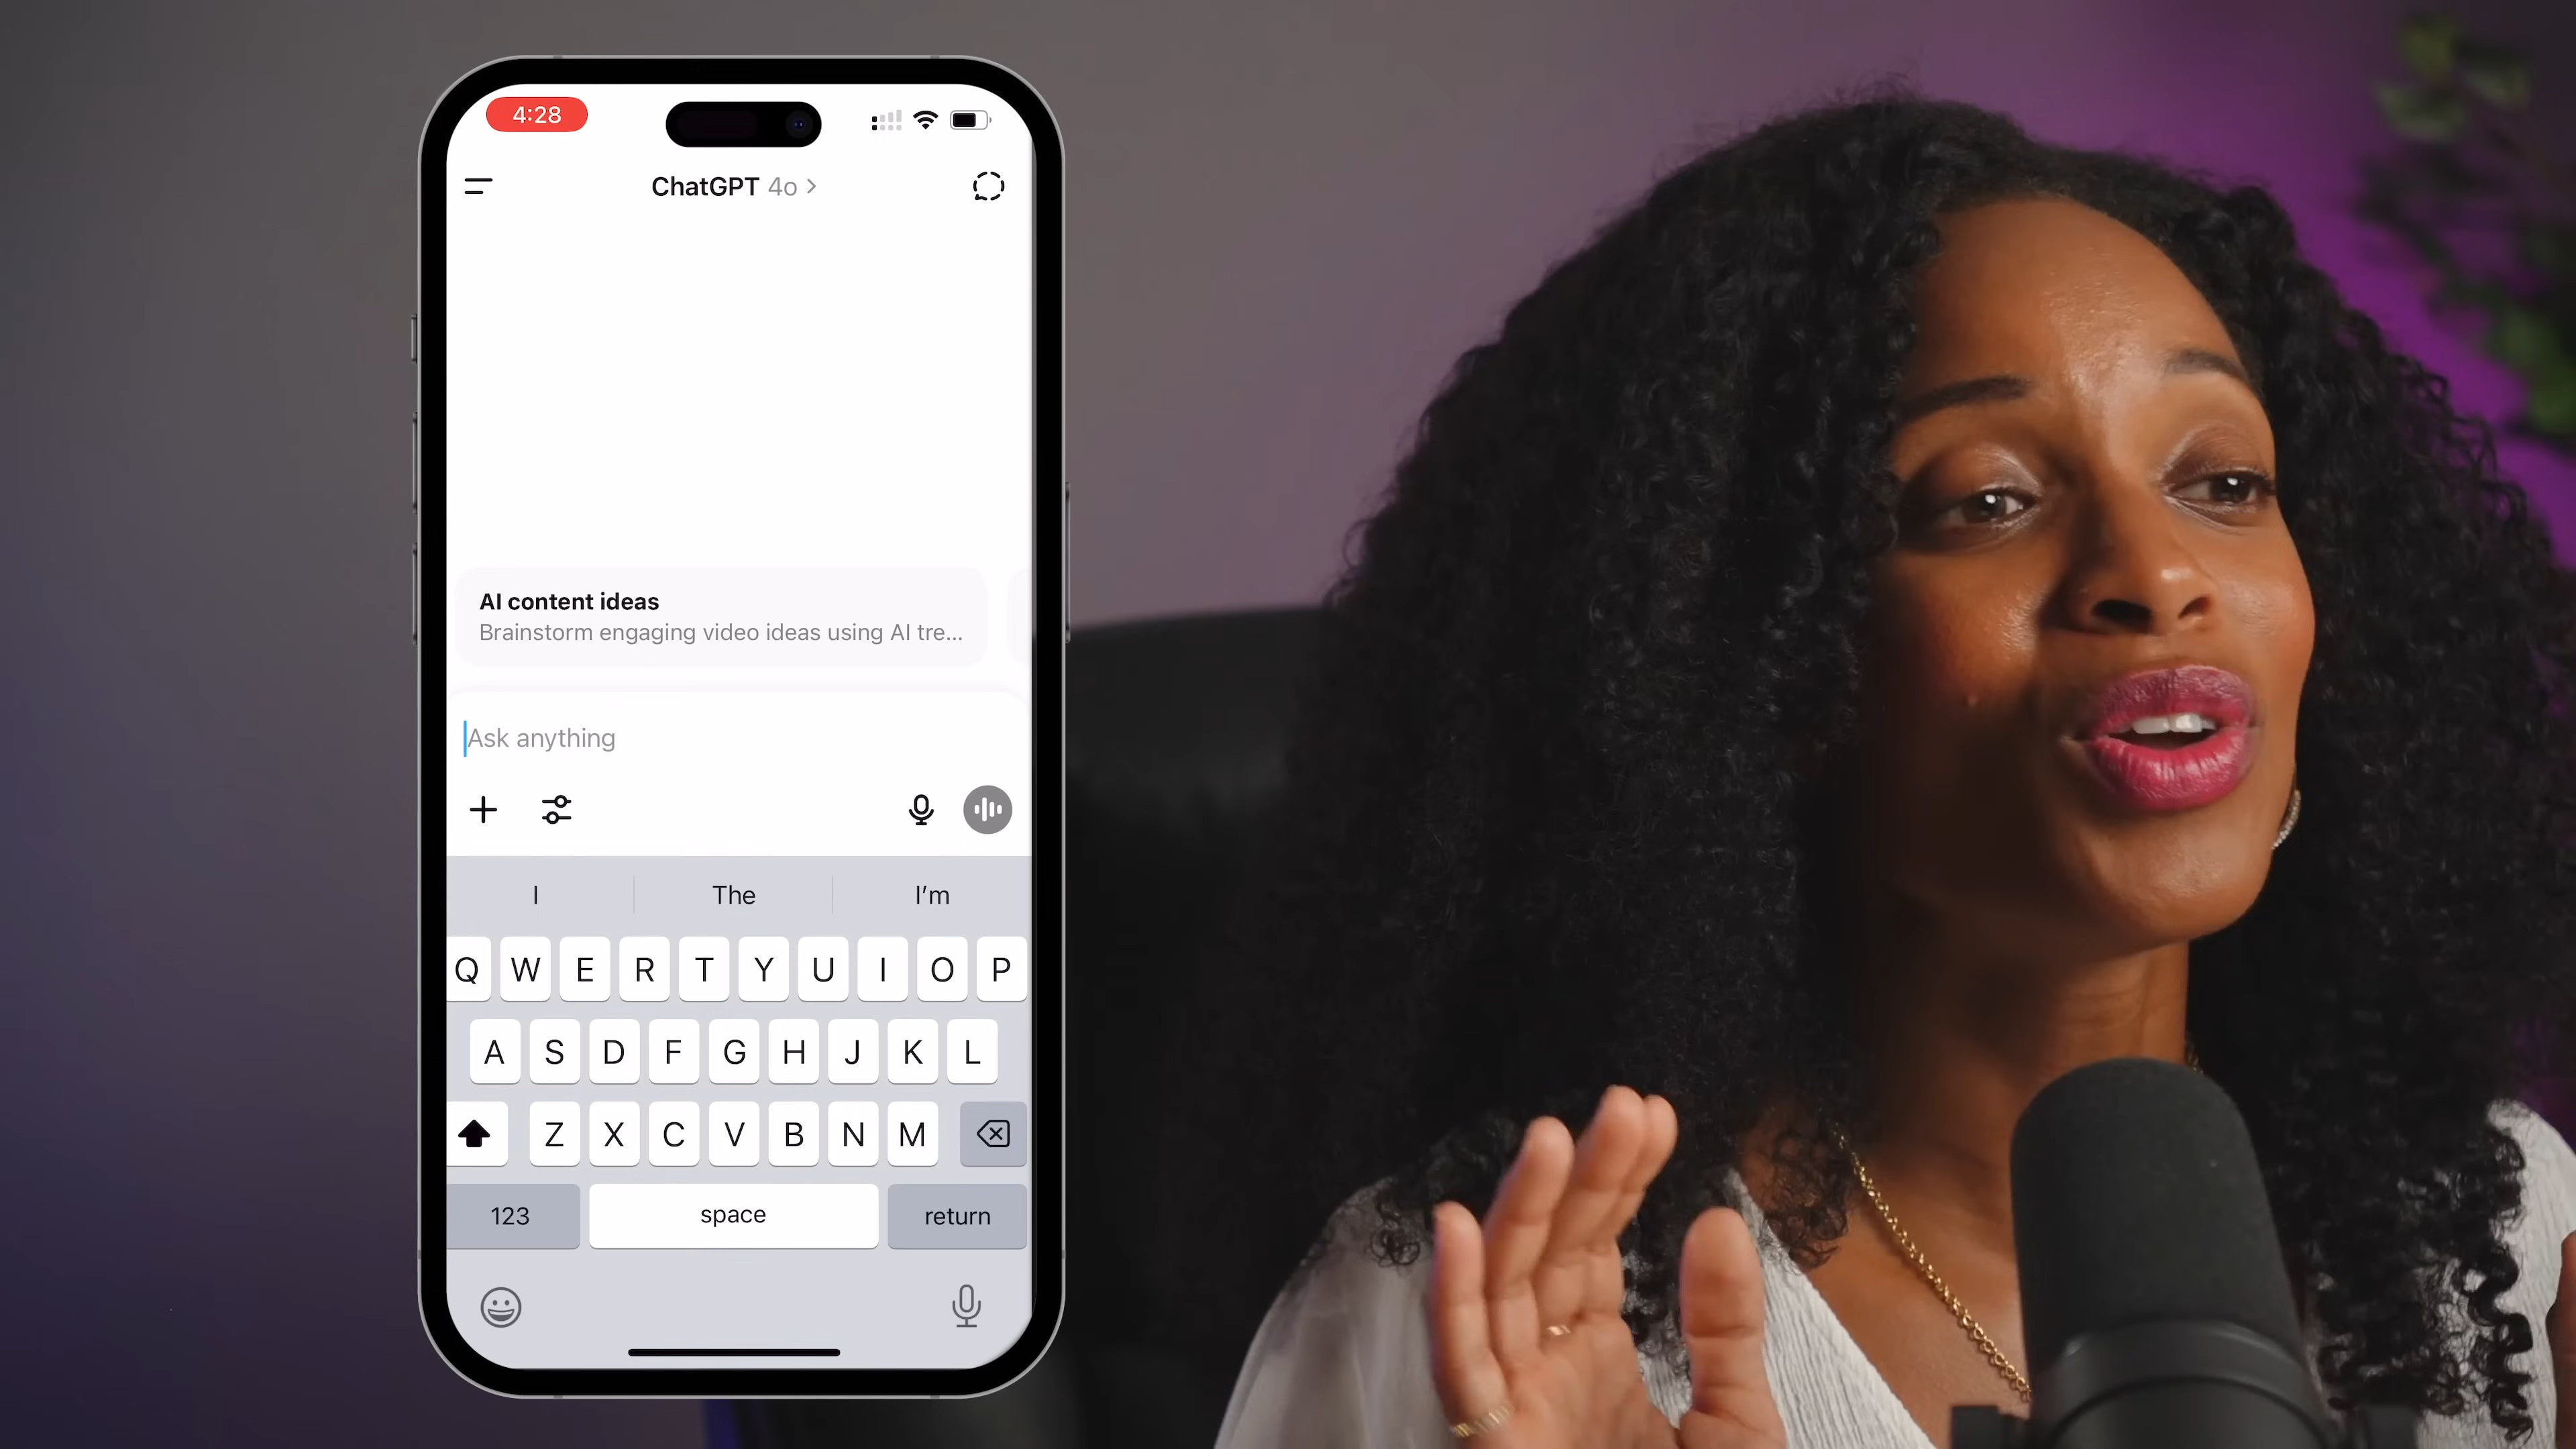 4:28
ChatGPT 4o >
AI content ideas
Brainstorm engaging video ideas using AI tre...
Ask anything
I The I'm
Q W E R T Y U I O P
A S D F G H J K L
Z X C V B N M
123 space return